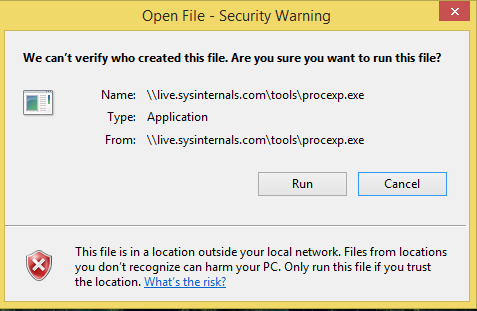 Open File - Security Warning
We can't verify who created this file. Are you sure you want to run this file?
Name: \\live.sysinternals.com\tools\procexp.exe
Type: Application
From: \\live.sysinternals.com\tools\procexp.exe
Run Cancel
This file is in a location outside your local network. Files from locations
you don't recognize can harm your PC. Only run this file if you trust
the location. What's the risk?